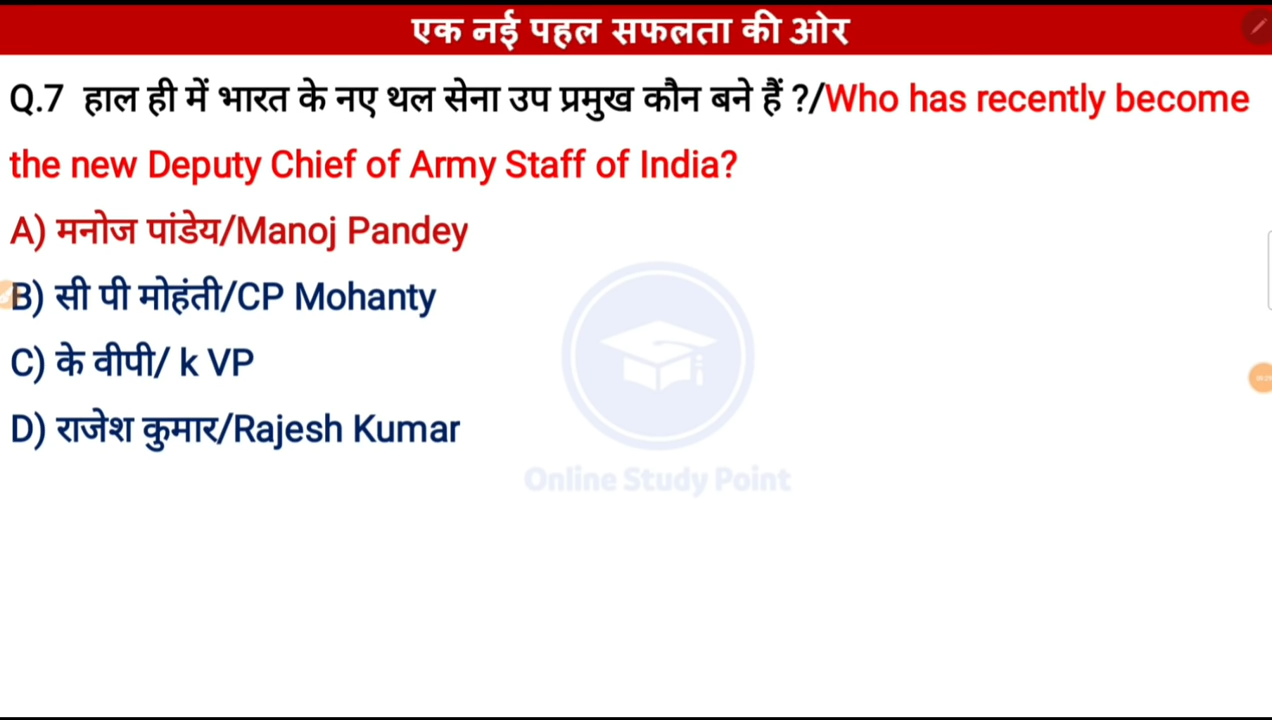 एक नई पहल सफलता की ओर
Q.7 हाल ही में भारत के नए थल सेना उप प्रमुख कौन बने हैं ?/Who has recently become
the new Deputy Chief of Army Staff of India?
A) मनोज पांडेय/Manoj Pandey
B) सी पी मोहंती/CP Mohanty
C) के वीपी/ k VP
D) राजेश कुमार/Rajesh Kumar
Online Study Point